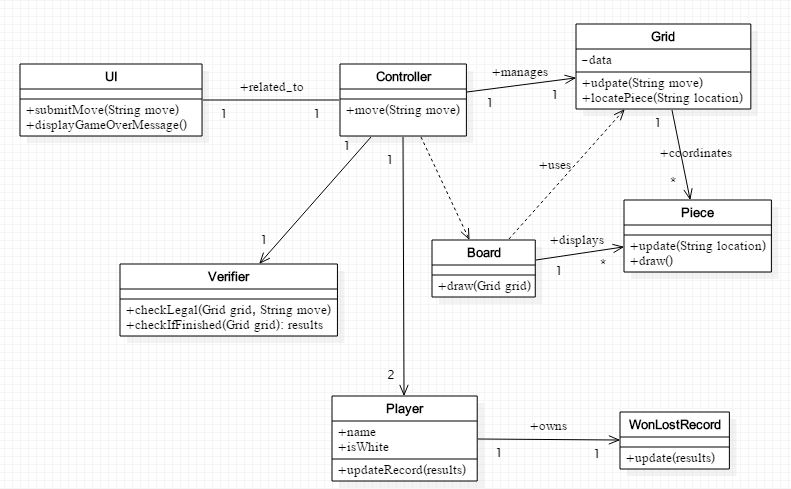 Grid
-data
+udpate(String move)
+locatePiece(String location)
UI
+submitMove(String move)
+displayGameOverMessage()
+related_to
1
1
Controller
+move(String move)
+manages
1
1
1
1
1
+coordinates
*
+uses
Piece
+update(String location)
+draw()
Board
+draw(Grid grid)
+displays
1
*
1
Verifier
+checkLegal(Grid grid, String move)
+checkIfFinished(Grid grid): results
2
Player
+name
+isWhite
+updateRecord(results)
+owns
1
1
WonLostRecord
+update(results)